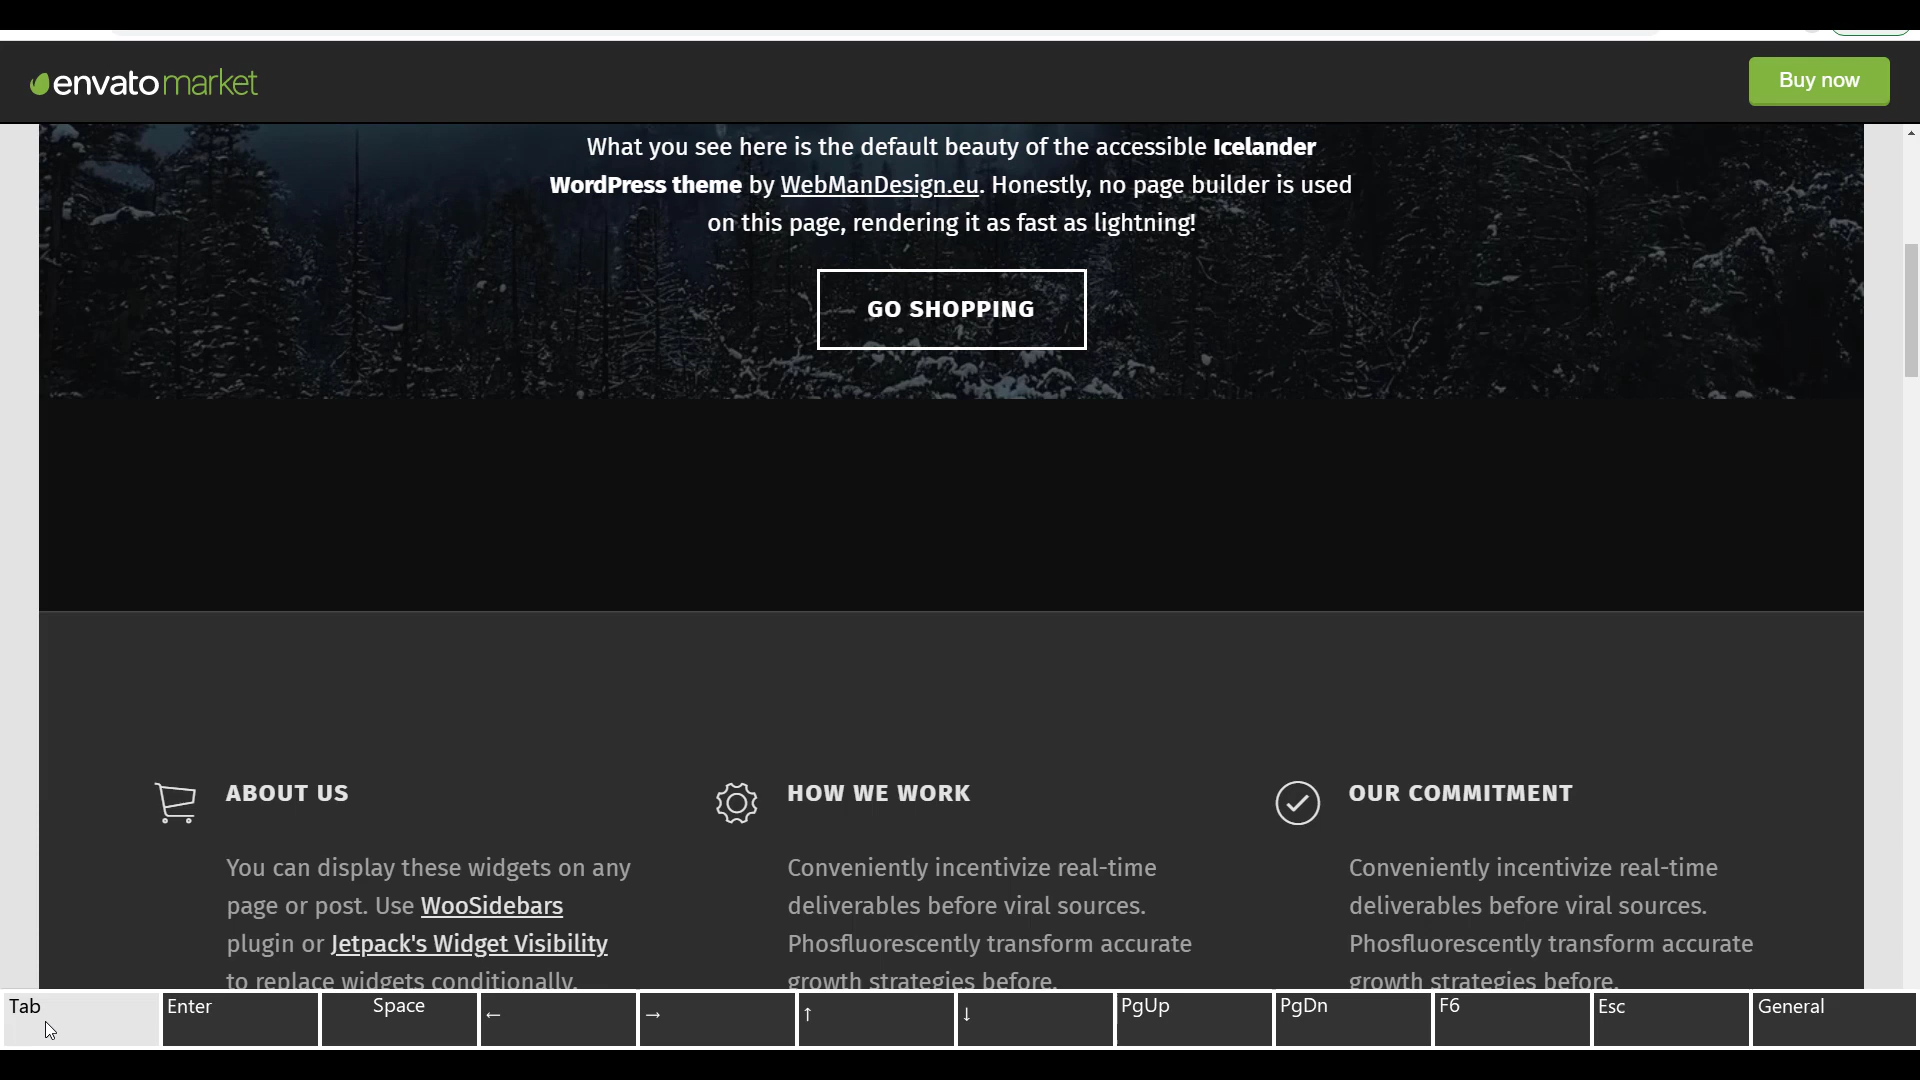 envato market
Buy now
What you see here is the default beauty of the accessible Icelander
WordPress theme by WebManDesign.eu. Honestly, no page builder is used
on this page, rendering it as fast as lightning!
GO SHOPPING
ABOUT US
You can display these widgets on any
page or post. Use WooSidebars
plugin or Jetpack's Widget Visibility
to replace widgets conditionally.
HOW WE WORK
Conveniently incentivize real-time
deliverables before viral sources.
Phosfluorescently transform accurate
growth strategies before.
OUR COMMITMENT
Conveniently incentivize real-time
deliverables before viral sources.
Phosfluorescently transform accurate
growth strategies before.
Tab Enter Space ← → ↑ ↓ PgUp PgDn F6 Esc General